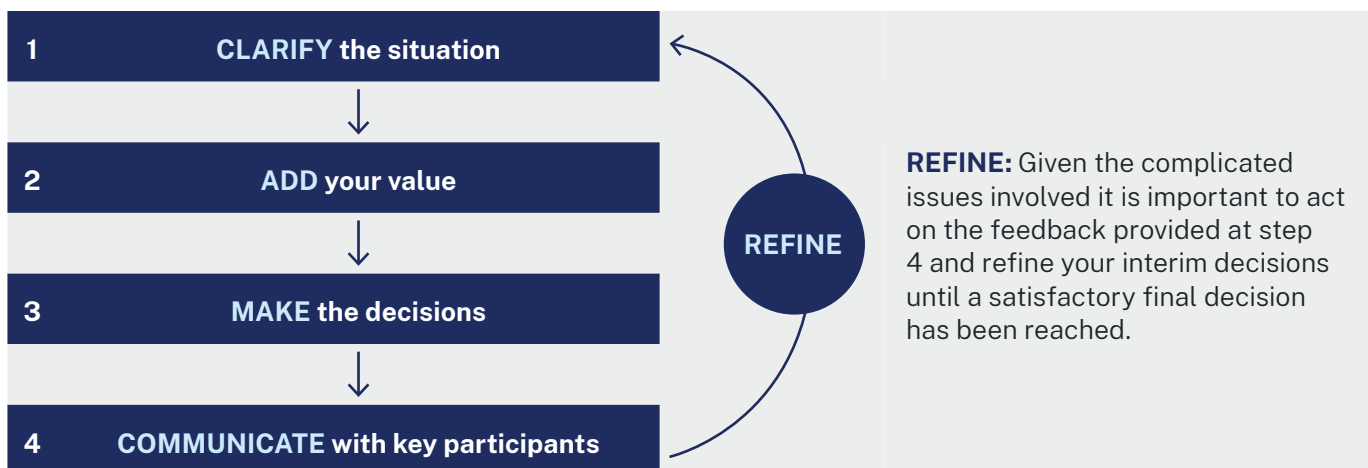 1 CLARIFY the situation
2 ADD your value
3 MAKE the decisions
4 COMMUNICATE with key participants
REFINE
REFINE: Given the complicated
issues involved it is important to act
on the feedback provided at step
4 and refine your interim decisions
until a satisfactory final decision
has been reached.